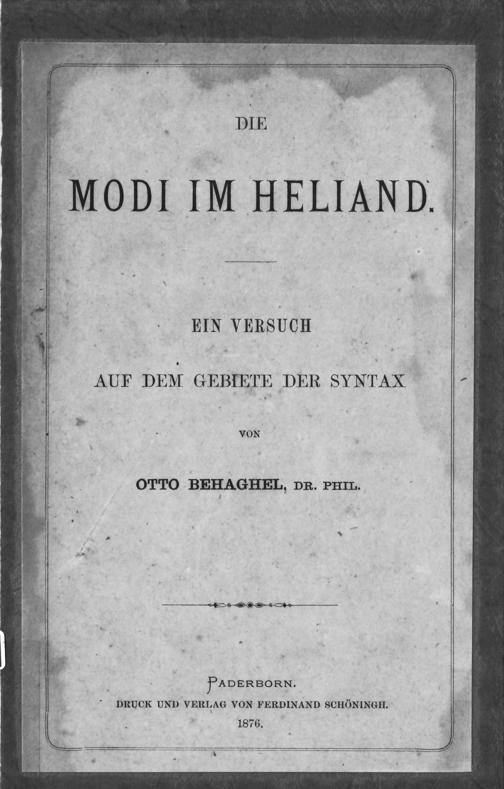 DIE
MODI IM HELIAND.
EIN VERSUCH
AUF DEM GEBIETE DER SYNTAX
VON
OTTO BEHAGHEL, DR. PHIL.
PADERBORN.
DRUCK UND VERLAG VON FERDINAND SCHÖNINGH.
1876.